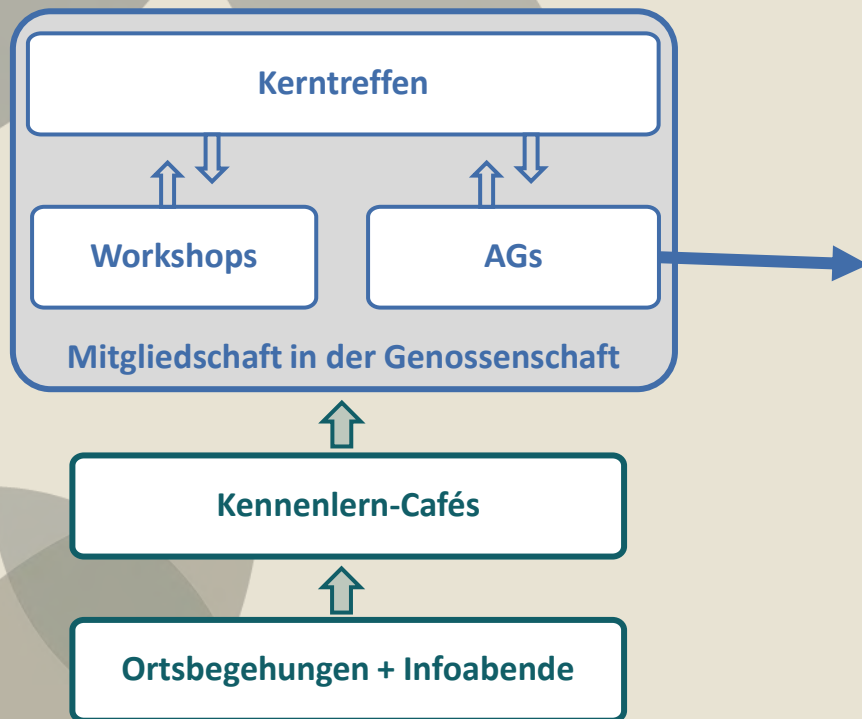 Kerntreffen
Workshops
AGs
Mitgliedschaft in der Genossenschaft
Kennenlern-Cafés
Ortsbegehungen + Infoabende